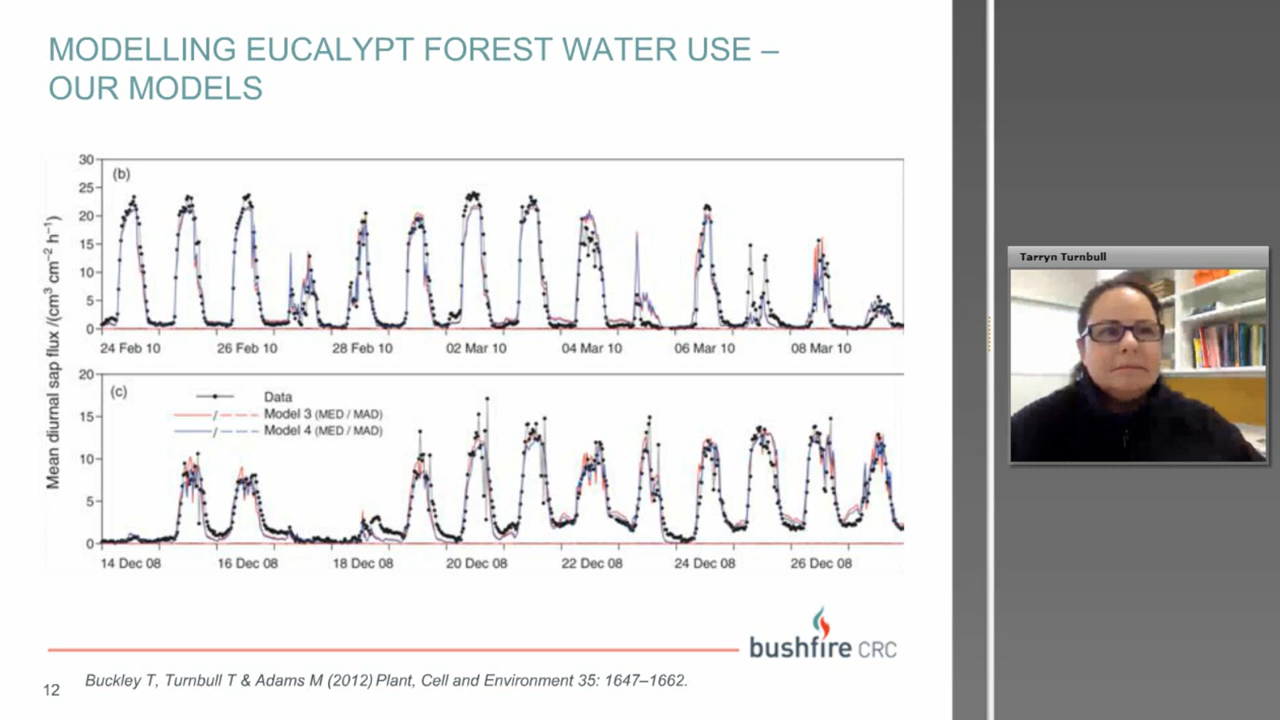 MODELLING EUCALYPT FOREST WATER USE –
OUR MODELS
Mean diurnal sap flux /(cm³ cm⁻² h⁻¹)
(b)
30
25
20
15
10
5
0
24 Feb 10 26 Feb 10 28 Feb 10 02 Mar 10 04 Mar 10 06 Mar 10 08 Mar 10
(c)
20
15
10
5
0
Data
Model 3 (MED / MAD)
Model 4 (MED / MAD)
14 Dec 08 16 Dec 08 18 Dec 08 20 Dec 08 22 Dec 08 24 Dec 08 26 Dec 08
bushfire CRC
12
Buckley T, Turnbull T & Adams M (2012) Plant, Cell and Environment 35: 1647–1662.
Tarryn Turnbull